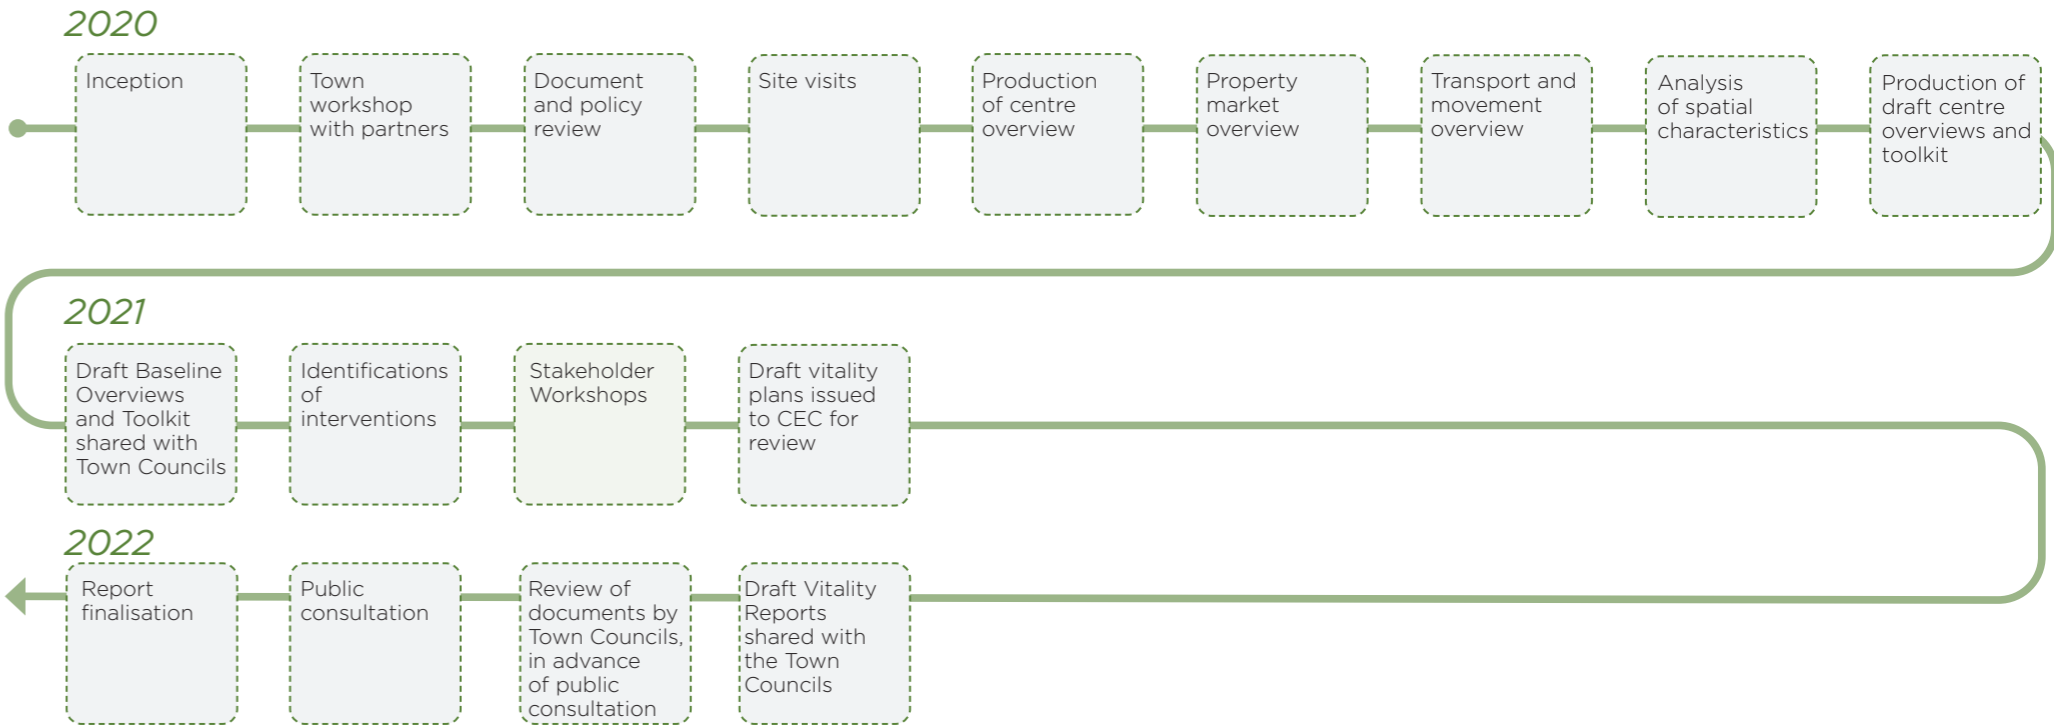 2020
Inception
Town
workshop
with partners
Document
and policy
review
Site visits
Production
of centre
overview
Property
market
overview
Transport and
movement
overview
Analysis
of spatial
characteristics
Production of
draft centre
overviews and
toolkit
2021
Draft Baseline
Overviews
and Toolkit
shared with
Town Councils
Identifications
of
interventions
Stakeholder
Workshops
Draft vitality
plans issued
to CEC for
review
2022
Report
finalisation
Public
consultation
Review of
documents by
Town Councils,
in advance
of public
consultation
Draft Vitality
Reports
shared with
the Town
Councils